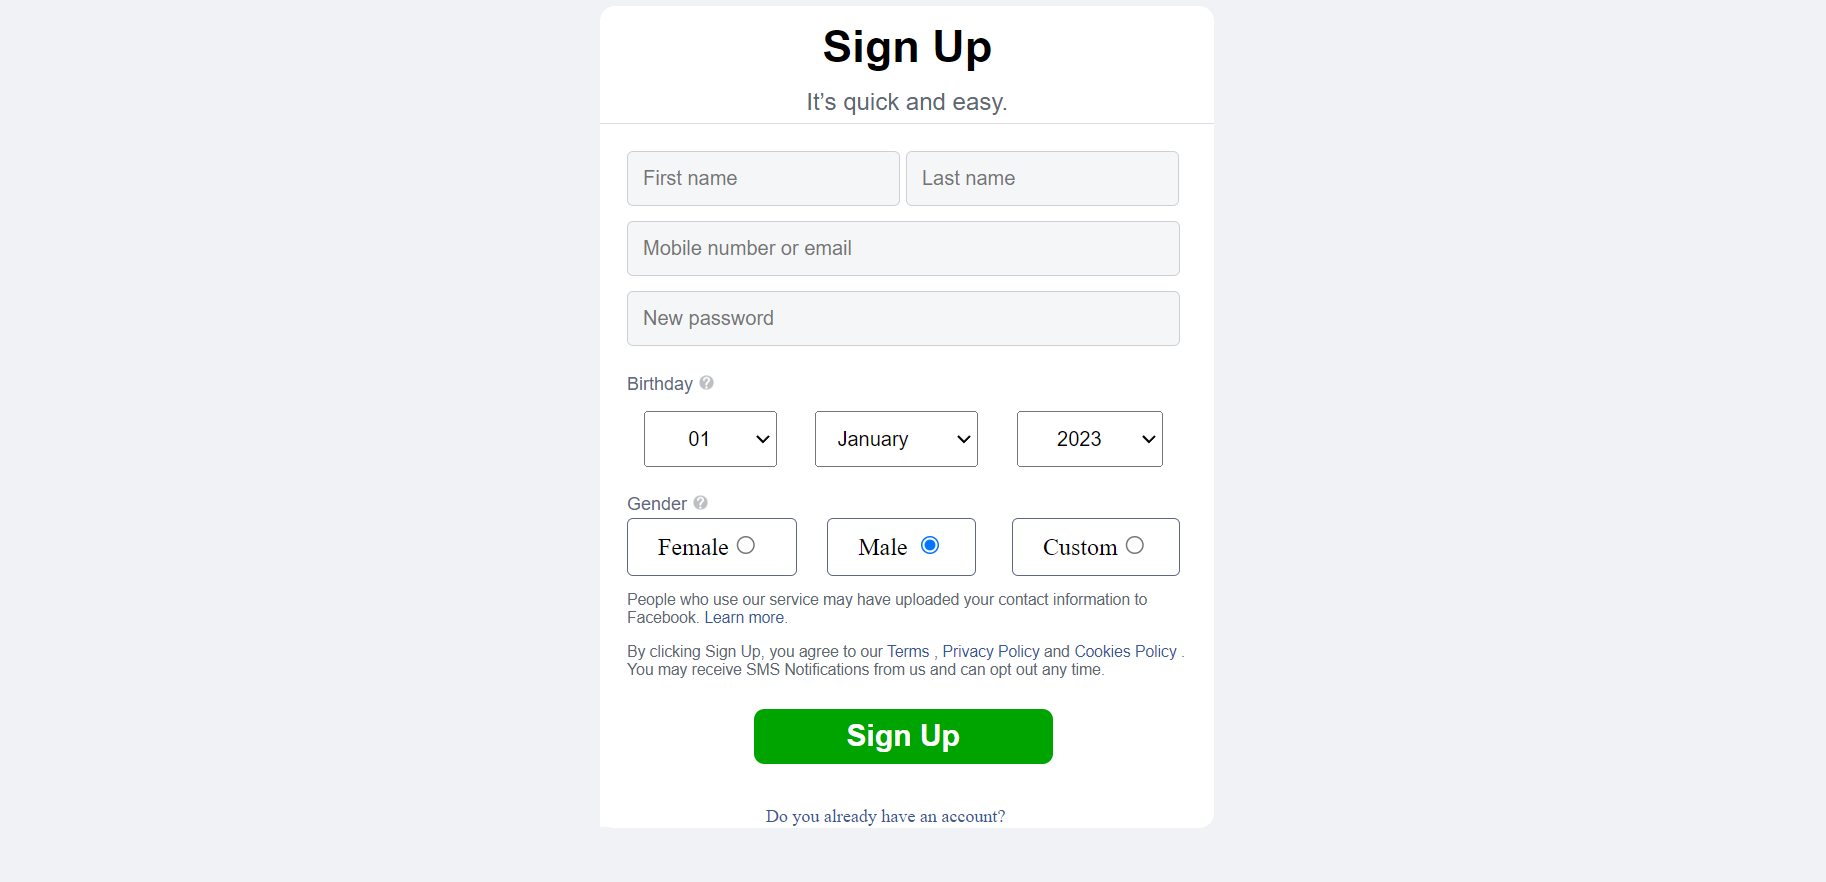 Sign Up
It’s quick and easy.
First name Last name
Mobile number or email
New password
Birthday ?
01 January 2023
Gender ?
Female Male Custom
People who use our service may have uploaded your contact information to
Facebook. Learn more.
By clicking Sign Up, you agree to our Terms , Privacy Policy and Cookies Policy .
You may receive SMS Notifications from us and can opt out any time.
Sign Up
Do you already have an account?